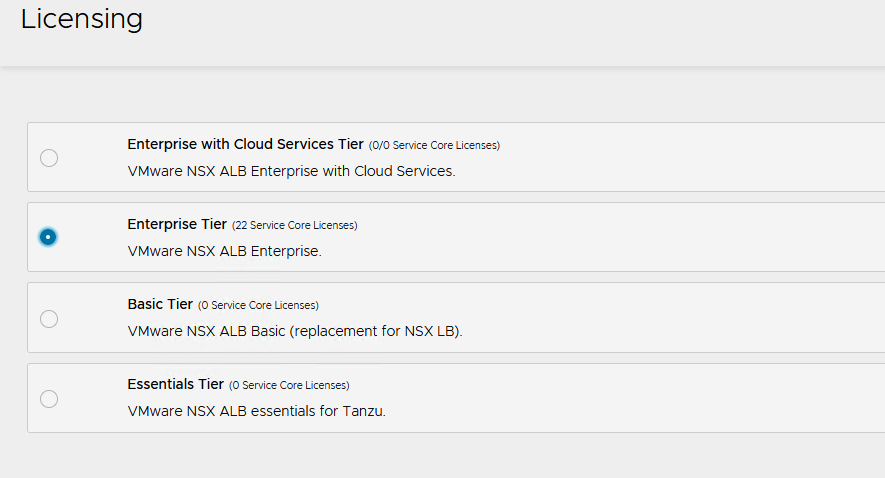 Licensing
Enterprise with Cloud Services Tier (0/0 Service Core Licenses)
VMware NSX ALB Enterprise with Cloud Services.
Enterprise Tier (22 Service Core Licenses)
VMware NSX ALB Enterprise.
Basic Tier (0 Service Core Licenses)
VMware NSX ALB Basic (replacement for NSX LB).
Essentials Tier (0 Service Core Licenses)
VMware NSX ALB essentials for Tanzu.